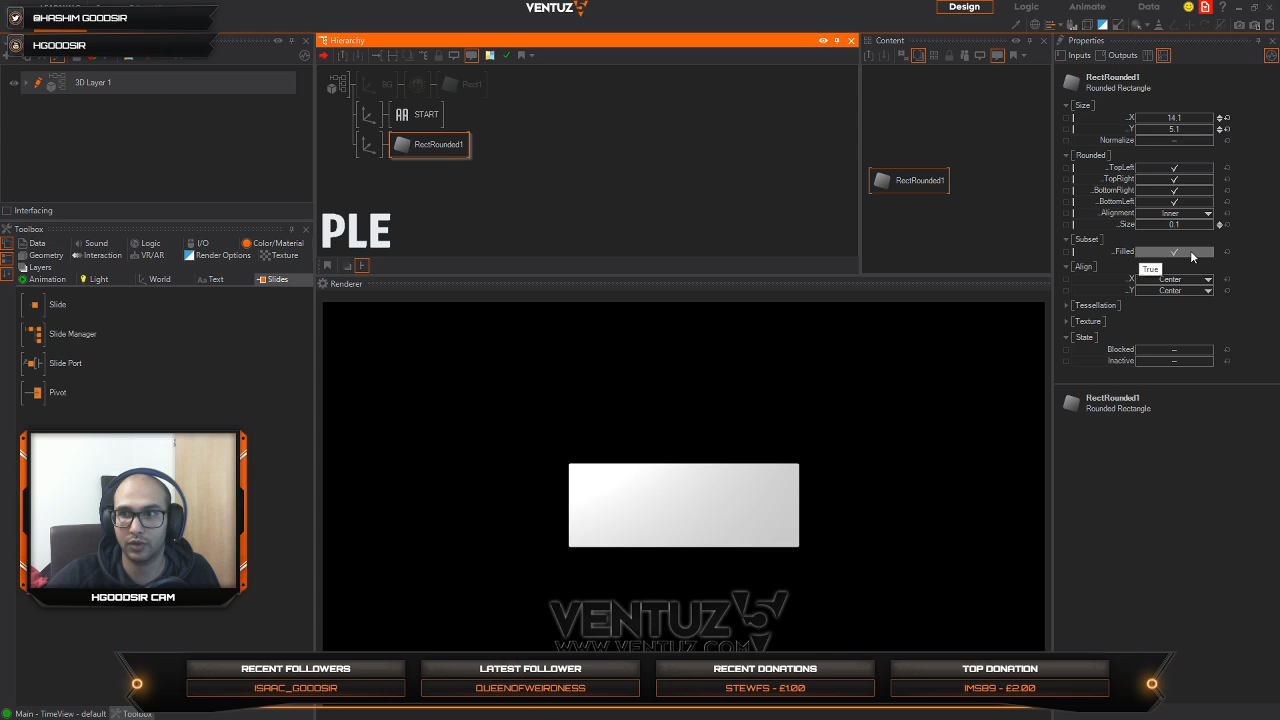 @HASHIM GOODSIR
HGOODSIR
VENTUZ 5
Design
Logic
Animate
Data
3D Layer 1
Interfacing
Toolbox
Data
Sound
Logic
I/O
Color/Material
Geometry
Interaction
VR/AR
Render Options
Texture
Layers
Animation
Light
World
Text
Slides
Slide
Slide Manager
Slide Port
Pivot
HGOODSIR CAM
Hierarchy
BG
Rect1
START
RectRounded1
PLE
Renderer
VENTUZ 5
WWW.VENTUZ.COM
Content
RectRounded1
Properties
Inputs
Outputs
RectRounded1
Rounded Rectangle
Size
..X 14.1
..Y 5.1
Normalize –
Rounded
..TopLeft
..TopRight
..BottomRight
..BottomLeft
..Alignment Inner
..Size 0.1
Subset
..Filled
True
Align
..X Center
..Y Center
Tessellation
Texture
State
Blocked –
Inactive –
RectRounded1
Rounded Rectangle
RECENT FOLLOWERS
ISAAC_GOODSIR
LATEST FOLLOWER
QUEENOFWEIRDNESS
RECENT DONATIONS
STEWFS - £1.00
TOP DONATION
IMSB9 - £2.00
Main - TimeView - default
Toolbox